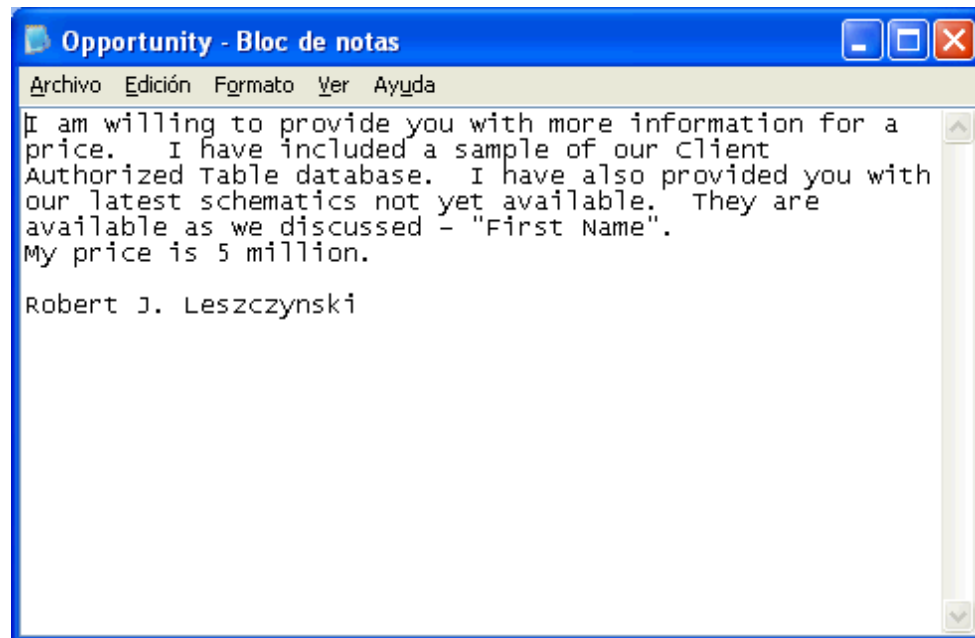 Opportunity - Bloc de notas
Archivo Edición Formato Ver Ayuda
I am willing to provide you with more information for a
price.   I have included a sample of our Client
Authorized Table database.  I have also provided you with
our latest schematics not yet available.  They are
available as we discussed – "First Name".
My price is 5 million.
Robert J. Leszczynski